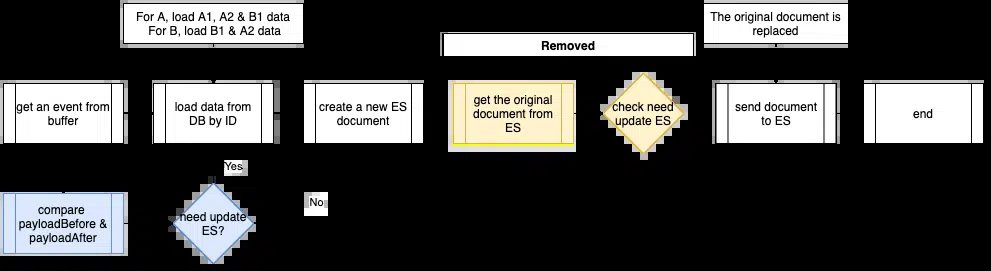 For A, load A1, A2 & B1 data
For B, load B1 & A2 data
The original document is
replaced
Removed
get an event from
buffer
load data from
DB by ID
create a new ES
document
get the original
document from
ES
check need
update ES
send document
to ES
end
Yes
No
compare
payloadBefore &
payloadAfter
need update
ES?